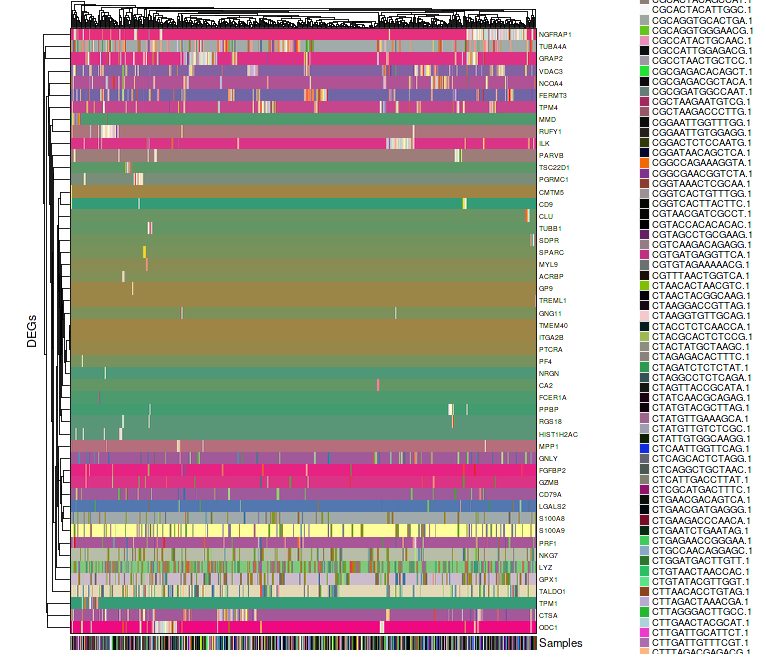 NGFRAP1
TUBA4A
GRAP2
VDAC3
NCOA4
FERMT3
TPM4
MMD
RUFY1
ILK
PARVB
TSC22D1
PGRMC1
CMTM5
CD9
CLU
TUBB1
SDPR
SPARC
MYL9
ACRBP
GP9
TREML1
GNG11
TMEM40
ITGA2B
PTCRA
PF4
NRGN
CA2
FCER1A
PPBP
RGS18
HIST1H2AC
MPP1
GNLY
FGFBP2
GZMB
CD79A
LGALS2
S100A8
S100A9
PRF1
NKG7
LYZ
GPX1
TALDO1
TPM1
CTSA
ODC1
Samples
DEGs
CGCACTACATTGGC.1
CGCAGGTGCACTGA.1
CGCAGGTGGGAACG.1
CGCCATACTGCAAC.1
CGCCATTGGAGACG.1
CGCCTAACTGCTCC.1
CGCGAGACACAGCT.1
CGCGAGACGCTACA.1
CGCGGATGGCCAAT.1
CGCTAAGAATGTCG.1
CGCTAAGACCCTTG.1
CGGAATTGGTTTGG.1
CGGAATTGTGGAGG.1
CGGACTCTCCAATG.1
CGGATAACAGCTCA.1
CGGCCAGAAAGGTA.1
CGGCGAACGGTCTA.1
CGGTAAACTCGCAA.1
CGGTCACTGTTTGG.1
CGGTCACTTACTTC.1
CGTAACGATCGCCT.1
CGTACCACACACAC.1
CGTAGCCTGCGAAG.1
CGTCAAGACAGAGG.1
CGTGATGAGGTTCA.1
CGTGTAGAAAAACG.1
CGTTTAACTGGTCA.1
CTAACACTAACGTC.1
CTAACTACGGCAAG.1
CTAAGGACCGTTAG.1
CTAAGGTGTTGCAG.1
CTACCTCTCAACCA.1
CTACGCACTCTCCG.1
CTACTATGCTAAGC.1
CTAGAGACACTTTC.1
CTAGATCTCTCTAT.1
CTAGGCCTCTCAGA.1
CTAGTTACCGCATA.1
CTATCAACGCAGAG.1
CTATGTACGCTTAG.1
CTATGTTGAAAGCA.1
CTATGTTGTCTCGC.1
CTATTGTGGCAAGG.1
CTCAATTGGTTCAG.1
CTCAGCACTCTAGG.1
CTCAGGCTGCTAAC.1
CTCATTGACCTTAT.1
CTCGCATGACTTTC.1
CTGAACGACAGTCA.1
CTGAACGATGAGGG.1
CTGAAGACCCAACA.1
CTGAATCTGAATAG.1
CTGAGAACCGGGAA.1
CTGCCAACAGGAGC.1
CTGGATGACTTGTT.1
CTGTAACTAACCAC.1
CTGTATACGTTGGT.1
CTTAACACCTGTAG.1
CTTAGACTAAACGA.1
CTTAGGGACTTGCC.1
CTTGAACTACGCAT.1
CTTGATTGCATTCT.1
CTTGATTGTTTCGT.1